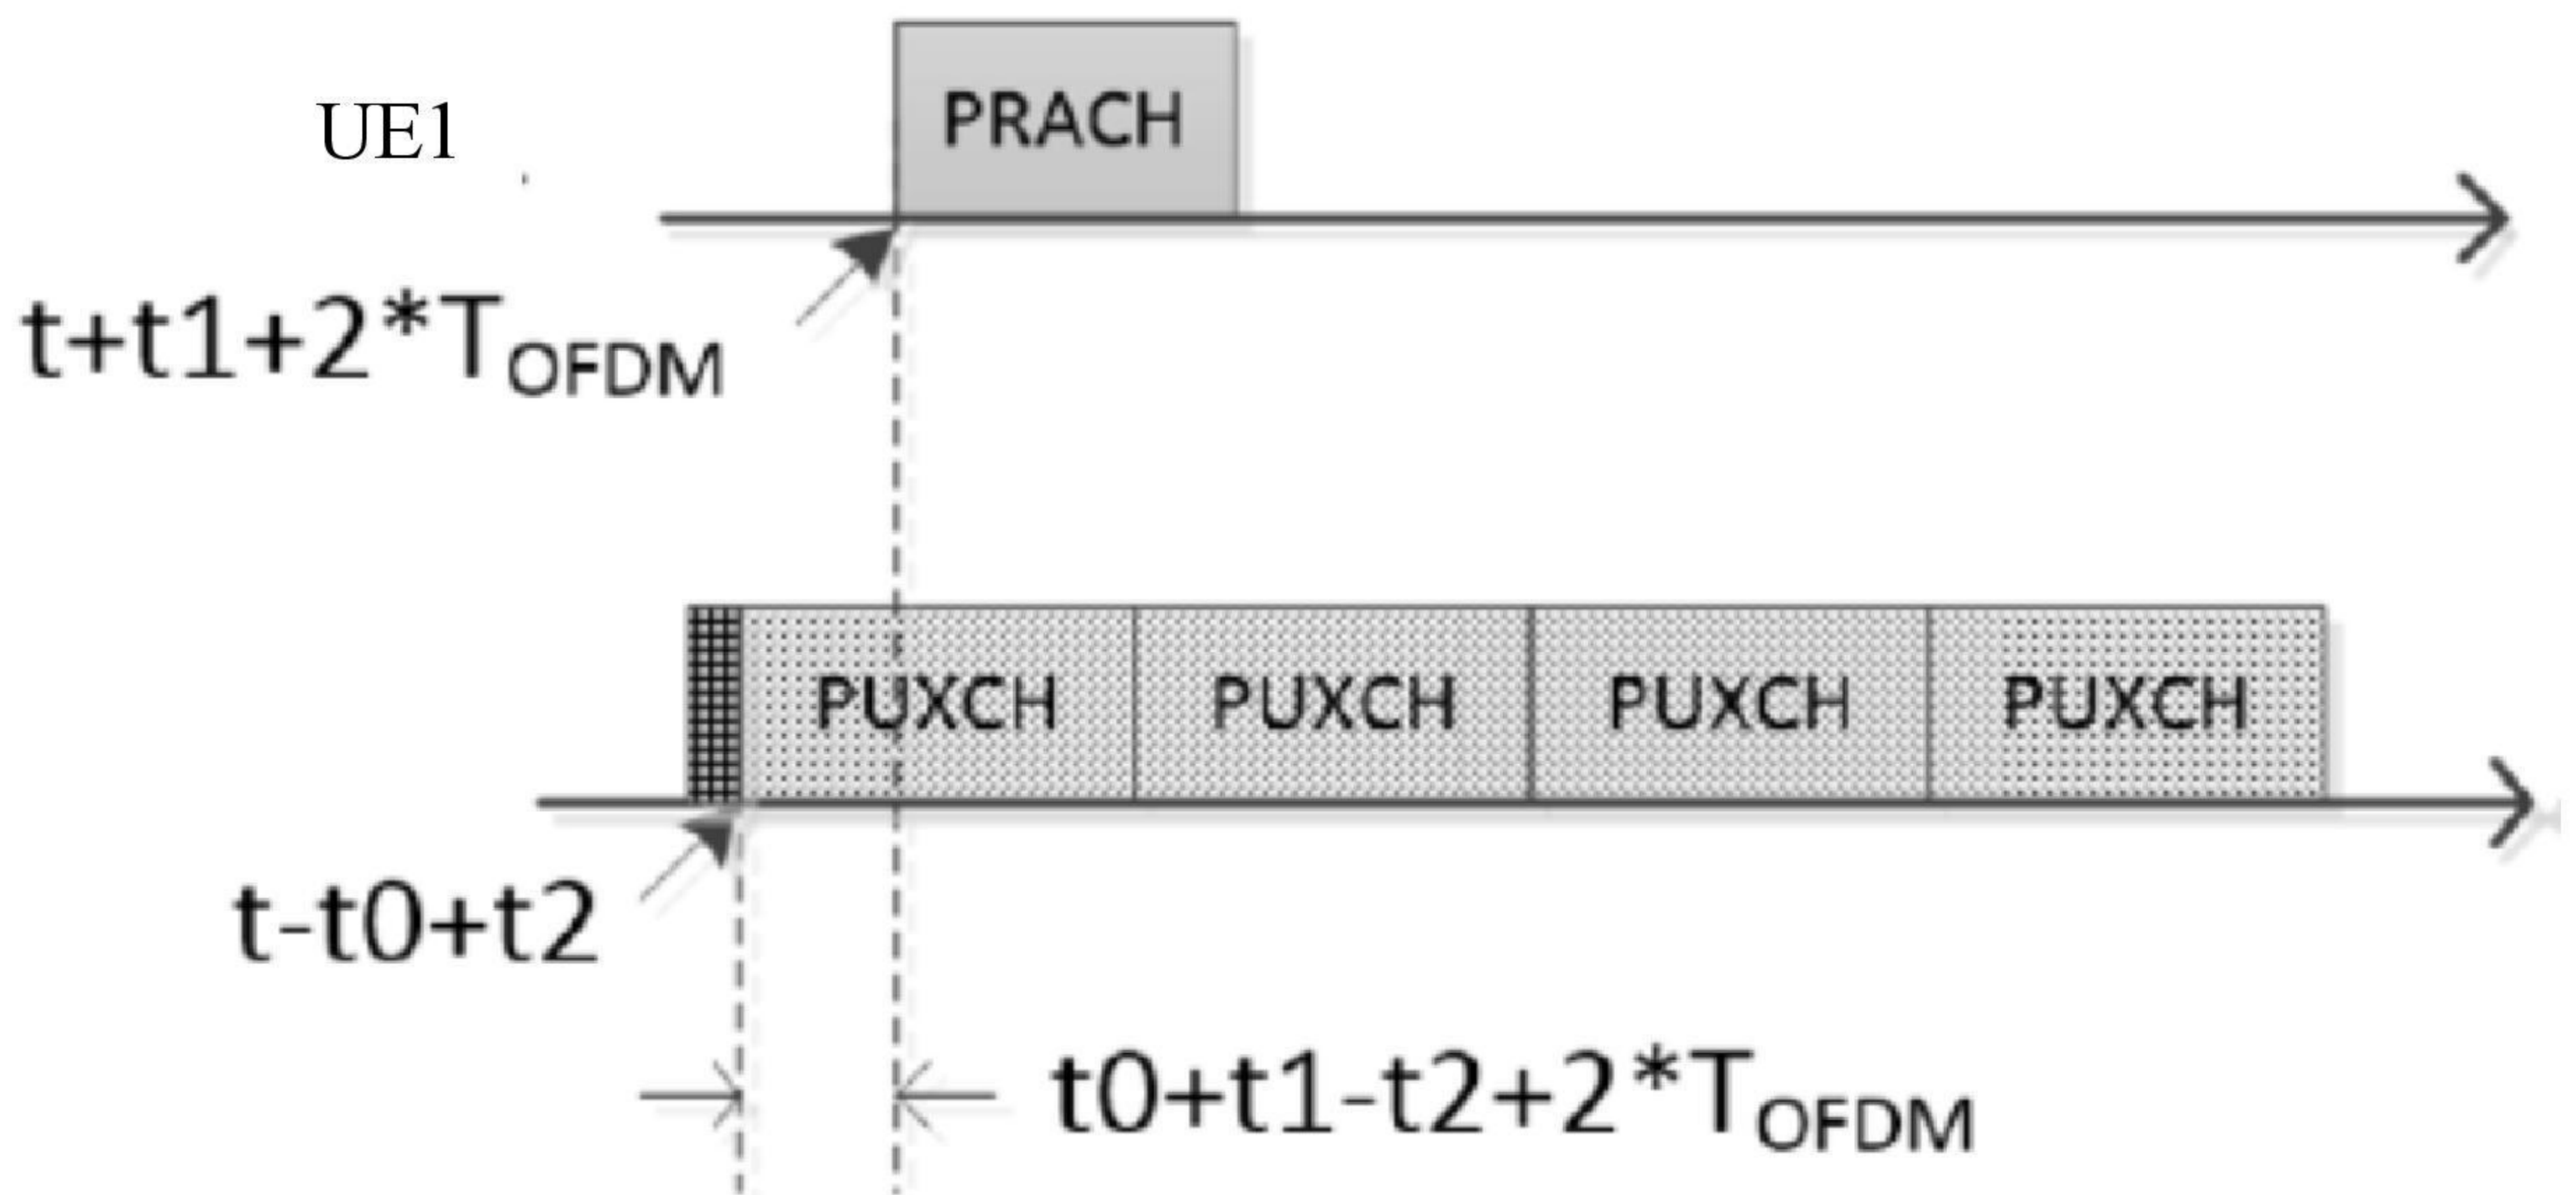 PRACH
UE1
t+t1+2*TOFDM
PUXCH PUXCH PUXCH PUXCH
t-t0+t2
t0+t1-t2+2*TOFDM